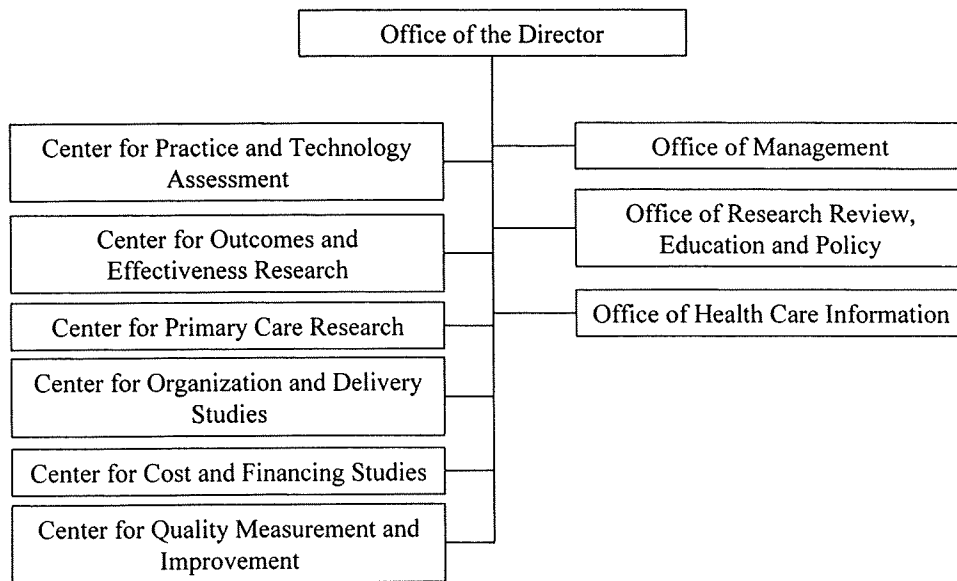 Office of the Director
Center for Practice and Technology
Assessment
Center for Outcomes and
Effectiveness Research
Center for Primary Care Research
Center for Organization and Delivery
Studies
Center for Cost and Financing Studies
Center for Quality Measurement and
Improvement
Office of Management
Office of Research Review,
Education and Policy
Office of Health Care Information